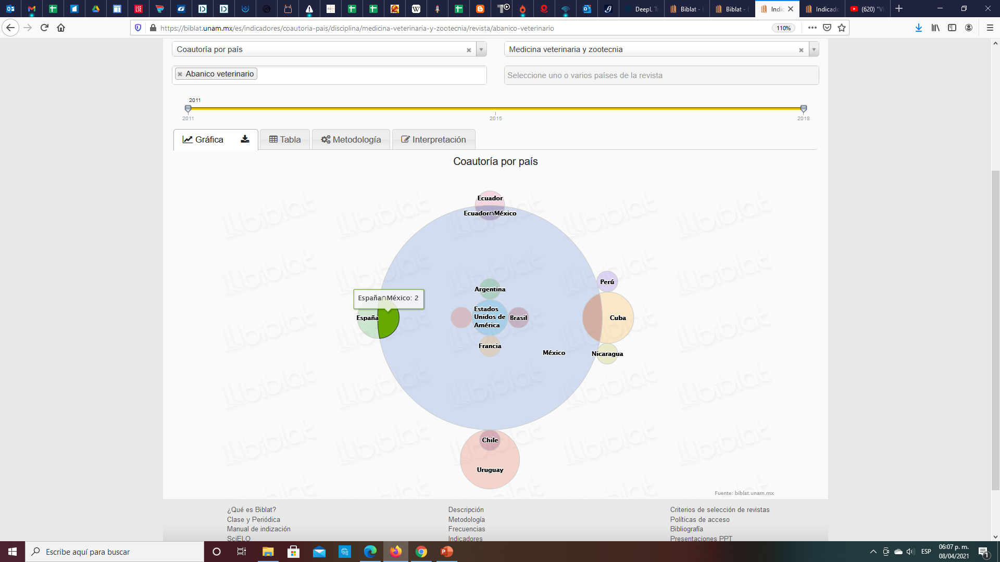 DeepL T
Biblat -
Biblat -
Indic
Indicado
(620) "V
https://biblat.unam.mx/es/indicadores/coautoria-pais/disciplina/medicina-veterinaria-y-zootecnia/revista/abanico-veterinario
110%
Coautoría por país
Medicina veterinaria y zootecnia
Abanico veterinario
Seleccione uno o varios países de la revista
2011
2011
2015
2018
Gráfica
Tabla
Metodología
Interpretación
Coautoría por país
Ecuador
Ecuador∩México
Perú
Argentina
España∩México: 2
España
Estados
Unidos de
América
Brasil
Cuba
Francia
México
Nicaragua
Chile
Uruguay
biblat
Fuente: biblat.unam.mx
¿Qué es Biblat?
Descripción
Criterios de selección de revistas
Clase y Periódica
Metodología
Políticas de acceso
Manual de indización
Frecuencias
Bibliografía
SciELO
Indicadores
Presentaciones PPT
Escribe aquí para buscar
ESP
06:07 p. m.
08/04/2021
1